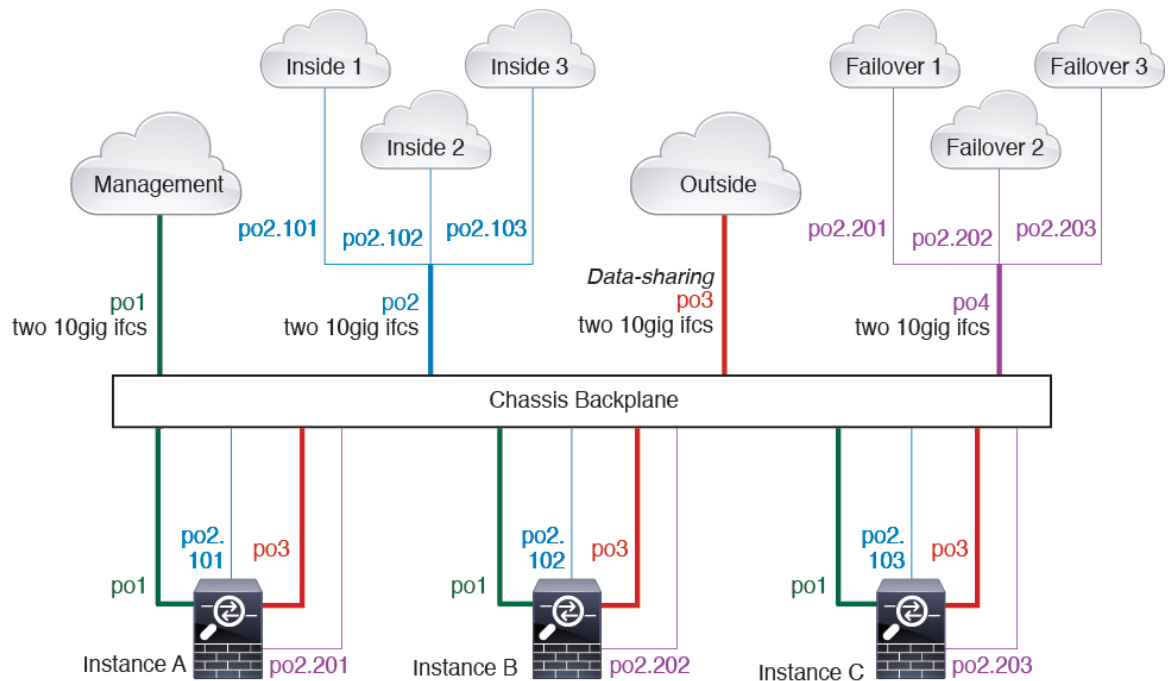 Inside 1
Inside 3
Failover 1
Failover 3
Inside 2
Failover 2
Management
Outside
po2.101
po2.102
po2.103
po2.201
po2.202
po2.203
Data-sharing
po1
two 10gig ifcs
po2
two 10gig ifcs
po3
two 10gig ifcs
po4
two 10gig ifcs
Chassis Backplane
po2.
101
po3
po1
Instance A
po2.201
po2.
102
po3
po1
Instance B
po2.202
po2.
103
po3
po1
Instance C
po2.203